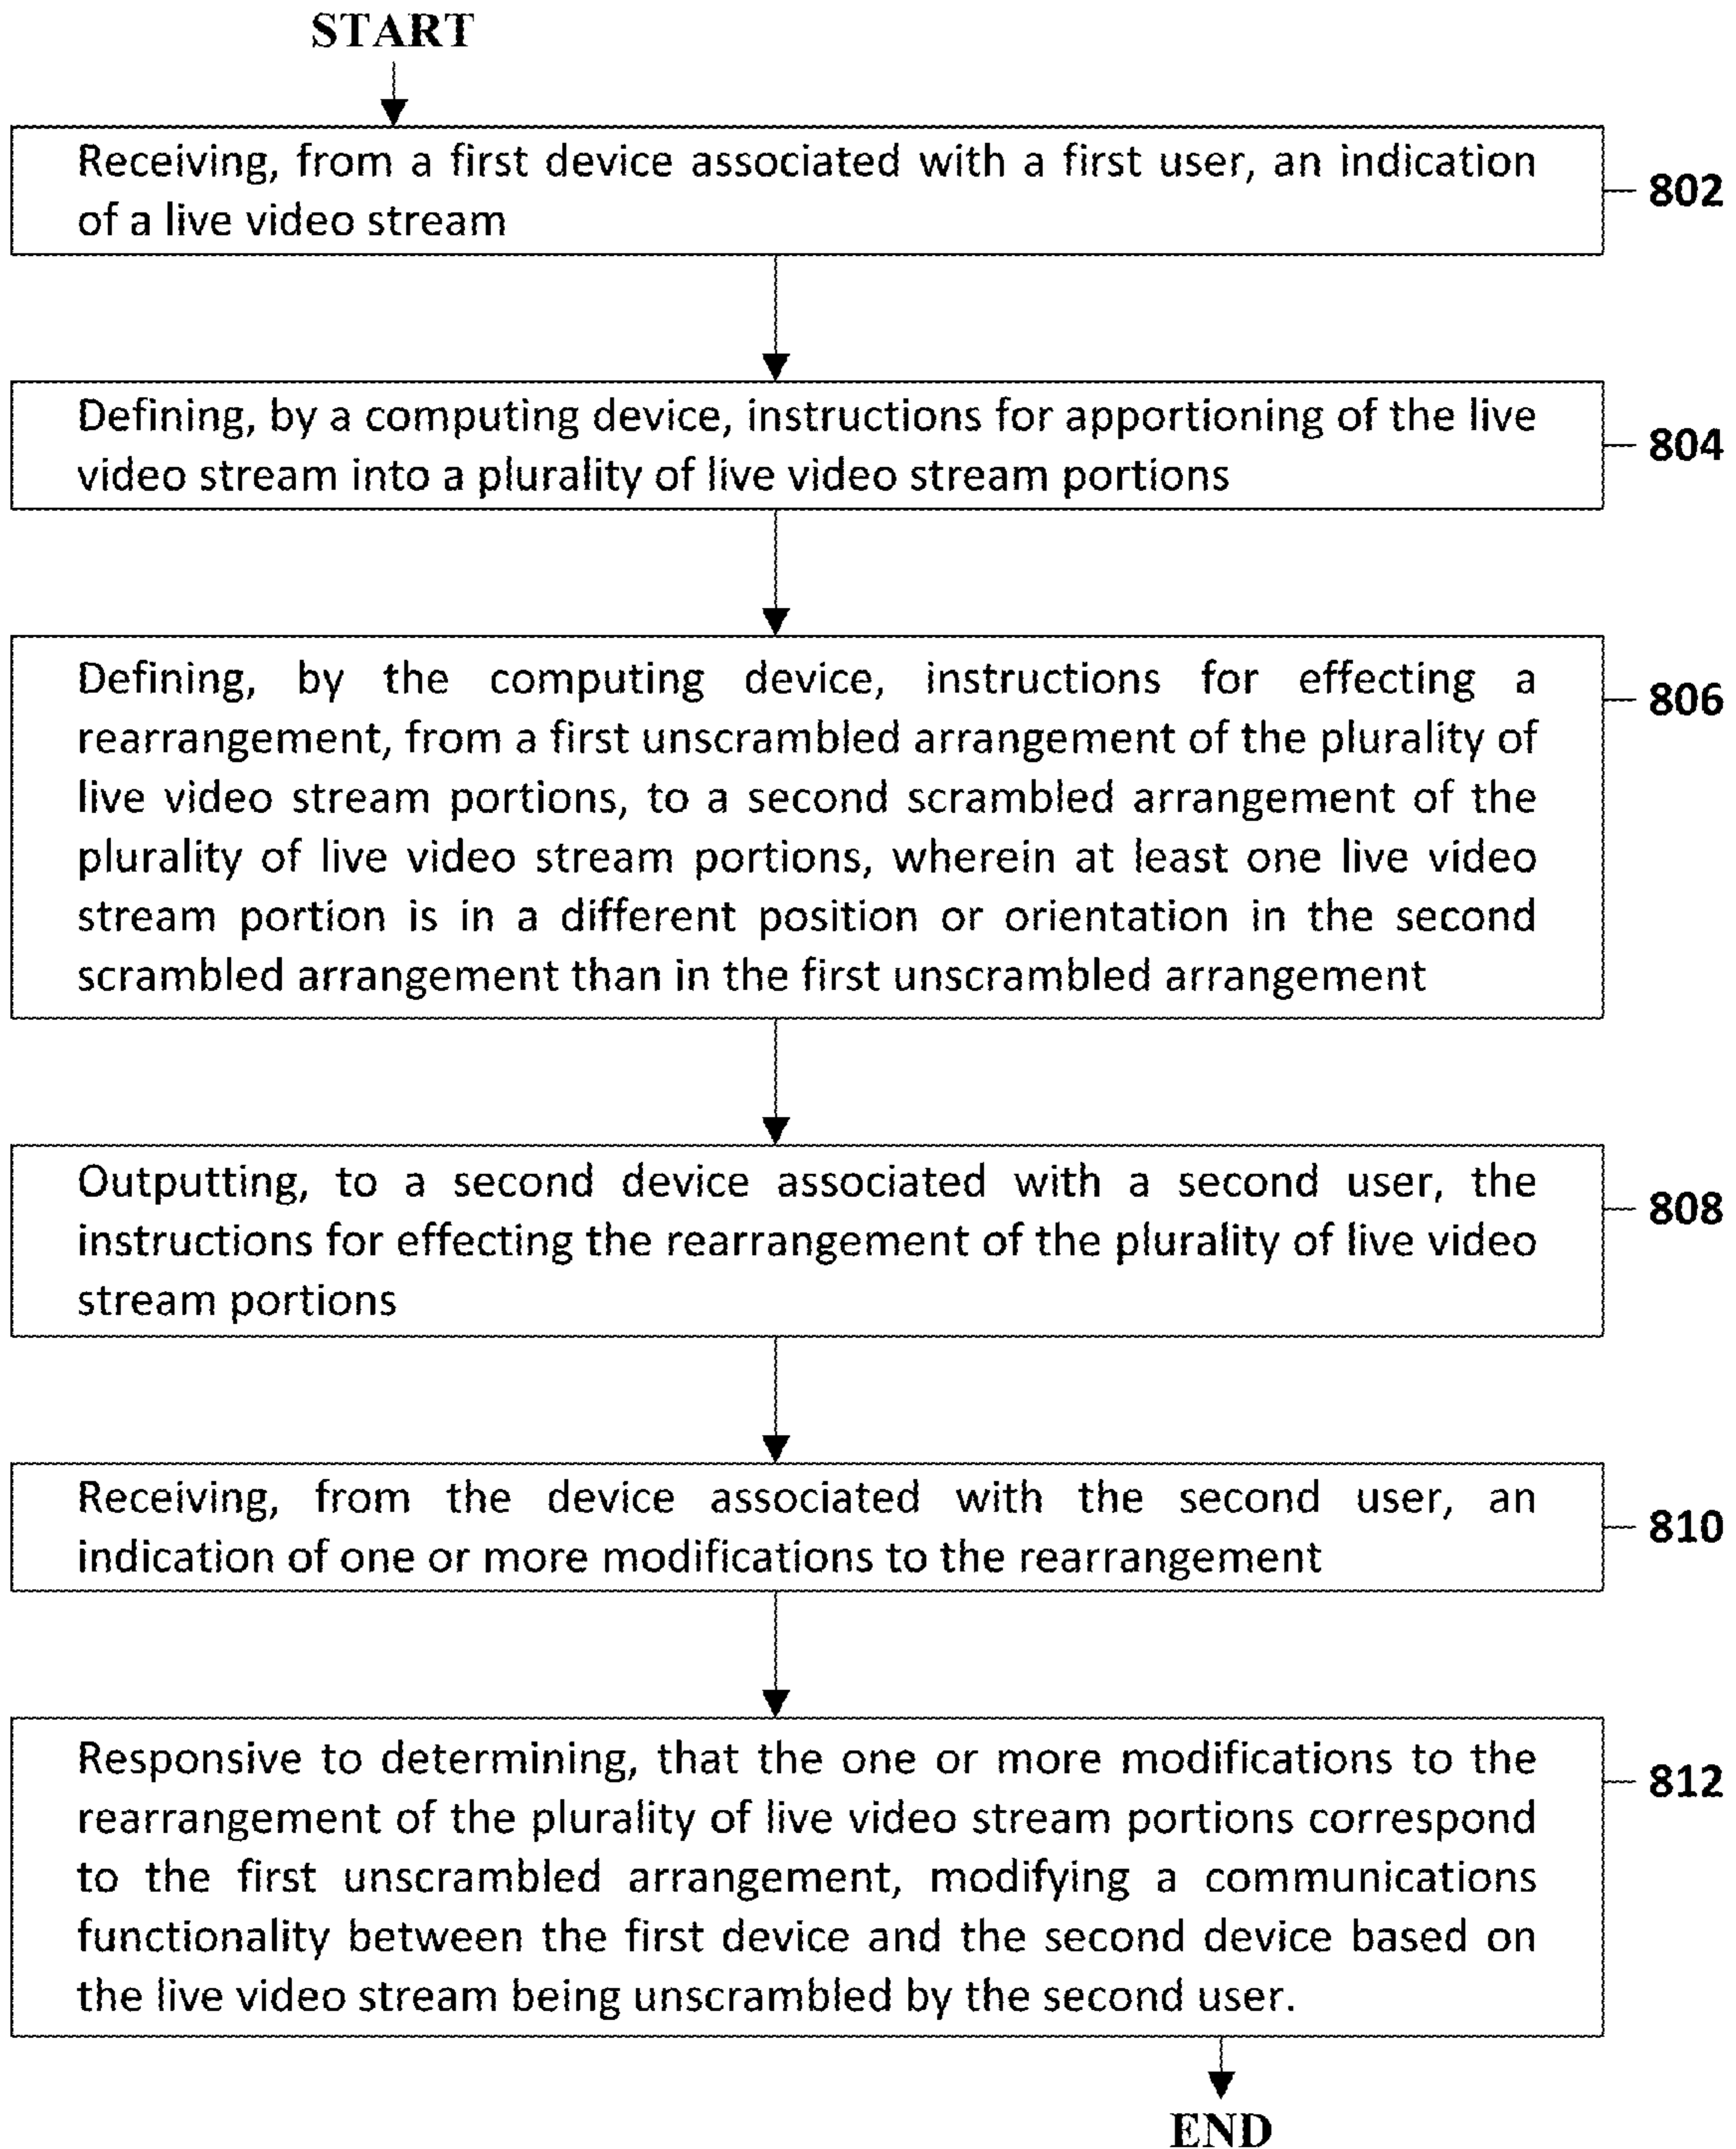 START
Receiving, from a first device associated with a first user, an indication
of a live video stream
802
Defining, by a computing device, instructions for apportioning of the live
video stream into a plurality of live video stream portions
804
Defining, by the computing device, instructions for effecting a
rearrangement, from a first unscrambled arrangement of the plurality of
live video stream portions, to a second scrambled arrangement of the
plurality of live video stream portions, wherein at least one live video
stream portion is in a different position or orientation in the second
scrambled arrangement than in the first unscrambled arrangement
806
Outputting, to a second device associated with a second user, the
instructions for effecting the rearrangement of the plurality of live video
stream portions
808
Receiving, from the device associated with the second user, an
indication of one or more modifications to the rearrangement
810
Responsive to determining, that the one or more modifications to the
rearrangement of the plurality of live video stream portions correspond
to the first unscrambled arrangement, modifying a communications
functionality between the first device and the second device based on
the live video stream being unscrambled by the second user.
812
END